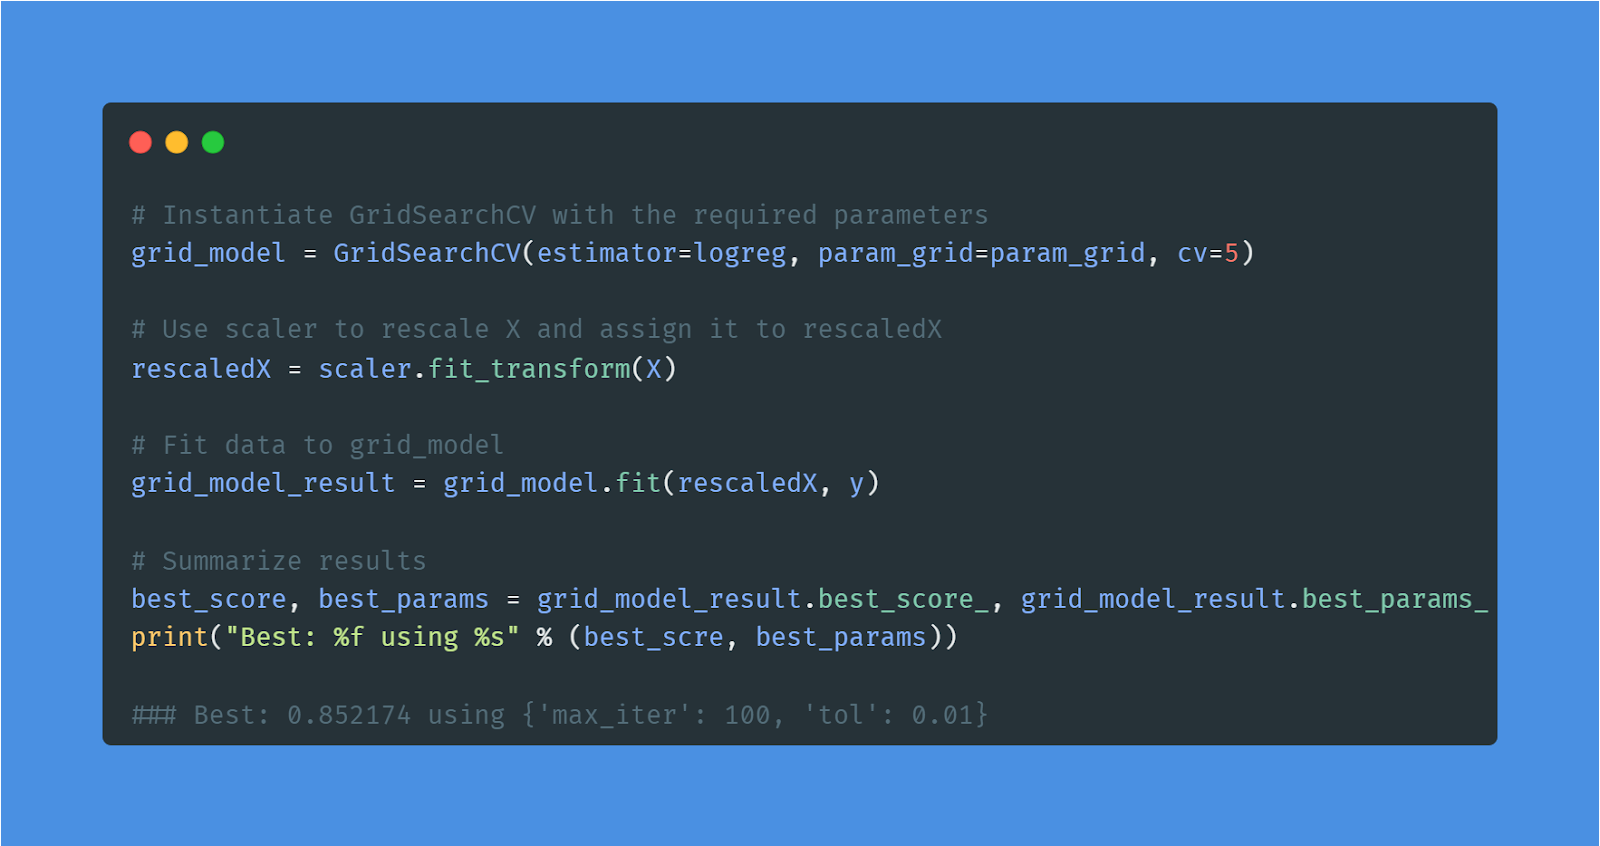 # Instantiate GridSearchCV with the required parameters
grid_model = GridSearchCV(estimator=logreg, param_grid=param_grid, cv=5)
# Use scaler to rescale X and assign it to rescaledX
rescaledX = scaler.fit_transform(X)
# Fit data to grid_model
grid_model_result = grid_model.fit(rescaledX, y)
# Summarize results
best_score, best_params = grid_model_result.best_score_, grid_model_result.best_params_
print("Best: %f using %s" % (best_scre, best_params))
### Best: 0.852174 using {'max_iter': 100, 'tol': 0.01}